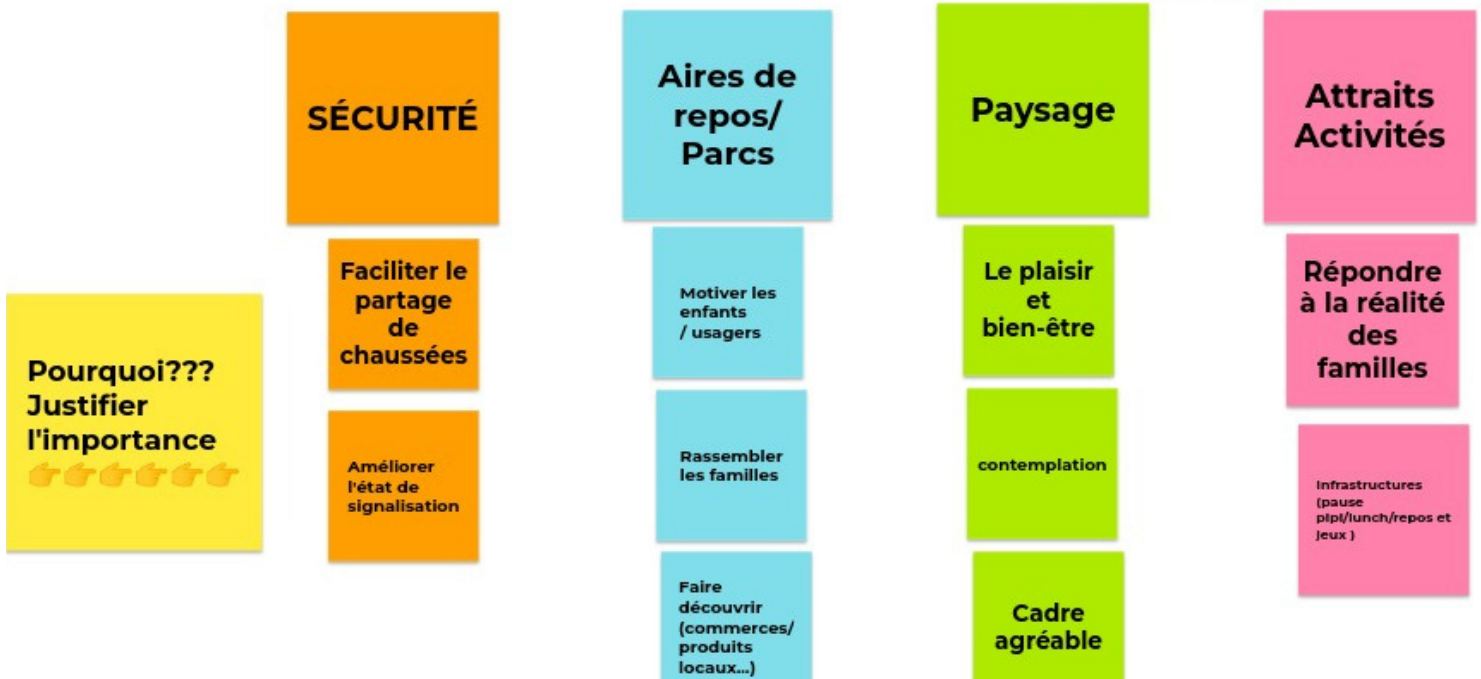 SÉCURITÉ
Aires de
repos/
Parcs
Paysage
Attraits
Activités
Pourquoi???
Justifier
l'importance
👉👉👉👉👉👉
Faciliter le
partage
de
chaussées
Améliorer
l'état de
signalisation
Motiver les
enfants
/ usagers
Rassembler
les familles
Faire
découvrir
(commerces/
produits
locaux...)
Le plaisir
et
bien-être
contemplation
Cadre
agréable
Répondre
à la réalité
des
familles
Infrastructures
(pause
pipi/lunch/repos et
jeux )